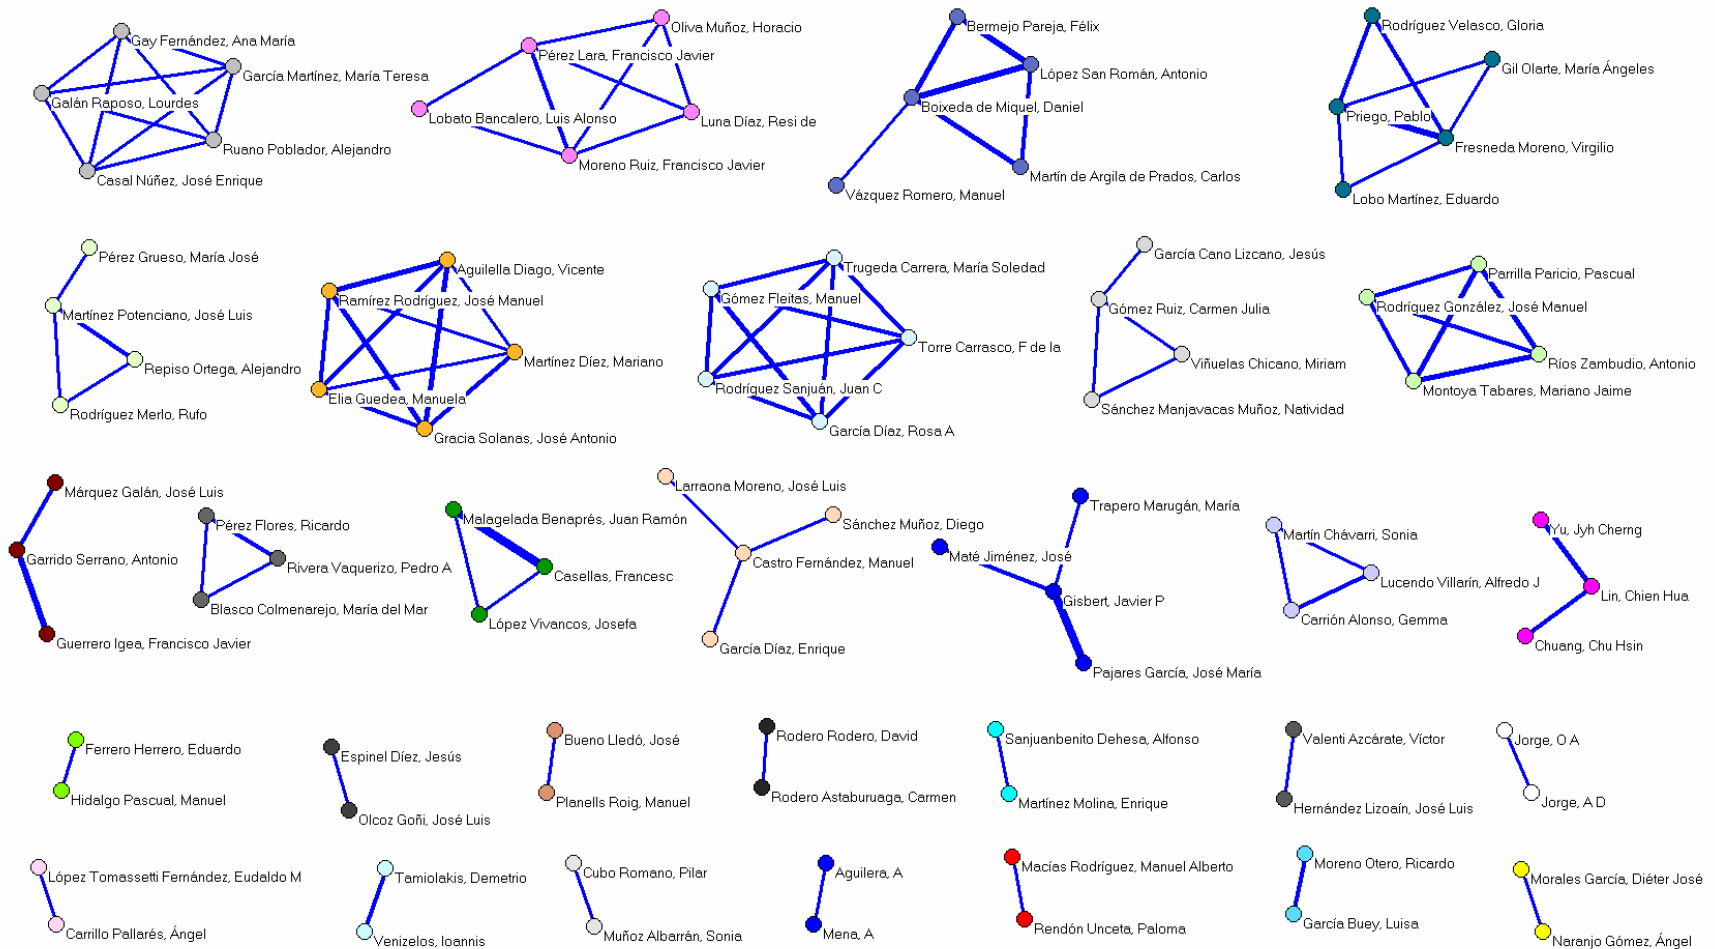 Gay Fernández, Ana María
García Martínez, María Teresa
Galán Raposo, Lourdes
Ruano Poblador, Alejandro
Casal Núñez, José Enrique
Oliva Muñoz, Horacio
Pérez Lara, Francisco Javier
Lobato Bancalero, Luis Alonso
Luna Díaz, Resi de
Moreno Ruiz, Francisco Javier
Bermejo Pareja, Félix
López San Román, Antonio
Boixeda de Miquel, Daniel
Martín de Argila de Prados, Carlos
Vázquez Romero, Manuel
Rodríguez Velasco, Gloria
Gil Olarte, María Ángeles
Priego, Pablo
Fresneda Moreno, Virgilio
Lobo Martínez, Eduardo
Pérez Grueso, María José
Martínez Potenciano, José Luis
Repiso Ortega, Alejandro
Rodríguez Merlo, Rufo
Aguilella Diago, Vicente
Ramírez Rodríguez, José Manuel
Martínez Díez, Mariano
Elia Guedea, Manuela
Gracia Solanas, José Antonio
Trugeda Carrera, María Soledad
Gómez Fleitas, Manuel
Torre Carrasco, F de la
Rodríguez Sanjuán, Juan C
García Díaz, Rosa A
García Cano Lizcano, Jesús
Gómez Ruiz, Carmen Julia
Viñuelas Chicano, Miriam
Sánchez Manjavacas Muñoz, Natividad
Parrilla Paricio, Pascual
Rodríguez González, José Manuel
Ríos Zambudio, Antonio
Montoya Tabares, Mariano Jaime
Márquez Galán, José Luis
Garrido Serrano, Antonio
Guerrero Igea, Francisco Javier
Pérez Flores, Ricardo
Rivera Vaquerizo, Pedro A
Blasco Colmenarejo, María del Mar
Malagelada Benaprés, Juan Ramón
Casellas, Francesc
López Vivancos, Josefa
Larraona Moreno, José Luis
Sánchez Muñoz, Diego
Castro Fernández, Manuel
García Díaz, Enrique
Trapero Marugán, María
Maté Jiménez, José
Gisbert, Javier P
Pajares García, José María
Martín Chávarri, Sonia
Lucendo Villarín, Alfredo J
Carrión Alonso, Gemma
Yu, Jyh Cherng
Lin, Chien Hua
Chuang, Chu Hsin
Ferrero Herrero, Eduardo
Hidalgo Pascual, Manuel
Espinel Díez, Jesús
Olcoz Goñi, José Luis
Bueno Lledó, José
Planells Roig, Manuel
Rodero Rodero, David
Rodero Astaburuaga, Carmen
Sanjuanbenito Dehesa, Alfonso
Martínez Molina, Enrique
Valenti Azcárate, Víctor
Hernández Lizoaín, José Luis
Jorge, O A
Jorge, A D
López Tomassetti Fernández, Eudaldo M
Carrillo Pallarés, Ángel
Tamiolakis, Demetrio
Venizelos, Ioannis
Cubo Romano, Pilar
Muñoz Albarrán, Sonia
Aguilera, A
Mena, A
Macías Rodríguez, Manuel Alberto
Rendón Unceta, Paloma
Moreno Otero, Ricardo
García Buey, Luisa
Morales García, Diéter José
Naranjo Gómez, Ángel